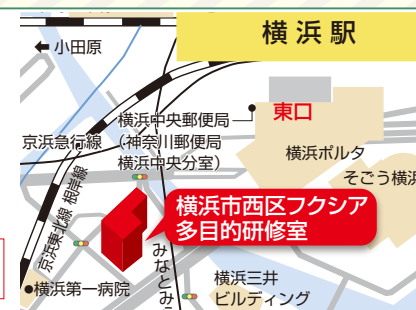 横浜駅
小田原
横浜中央郵便局
(神奈川郵便局
横浜中央分室)
東口
京浜急行線
横浜ポルタ
そごう横浜
京浜東北線 根岸線
横浜市西区フクシア
多目的研修室
みなとみ
横浜第一病院
横浜三井
ビルディング